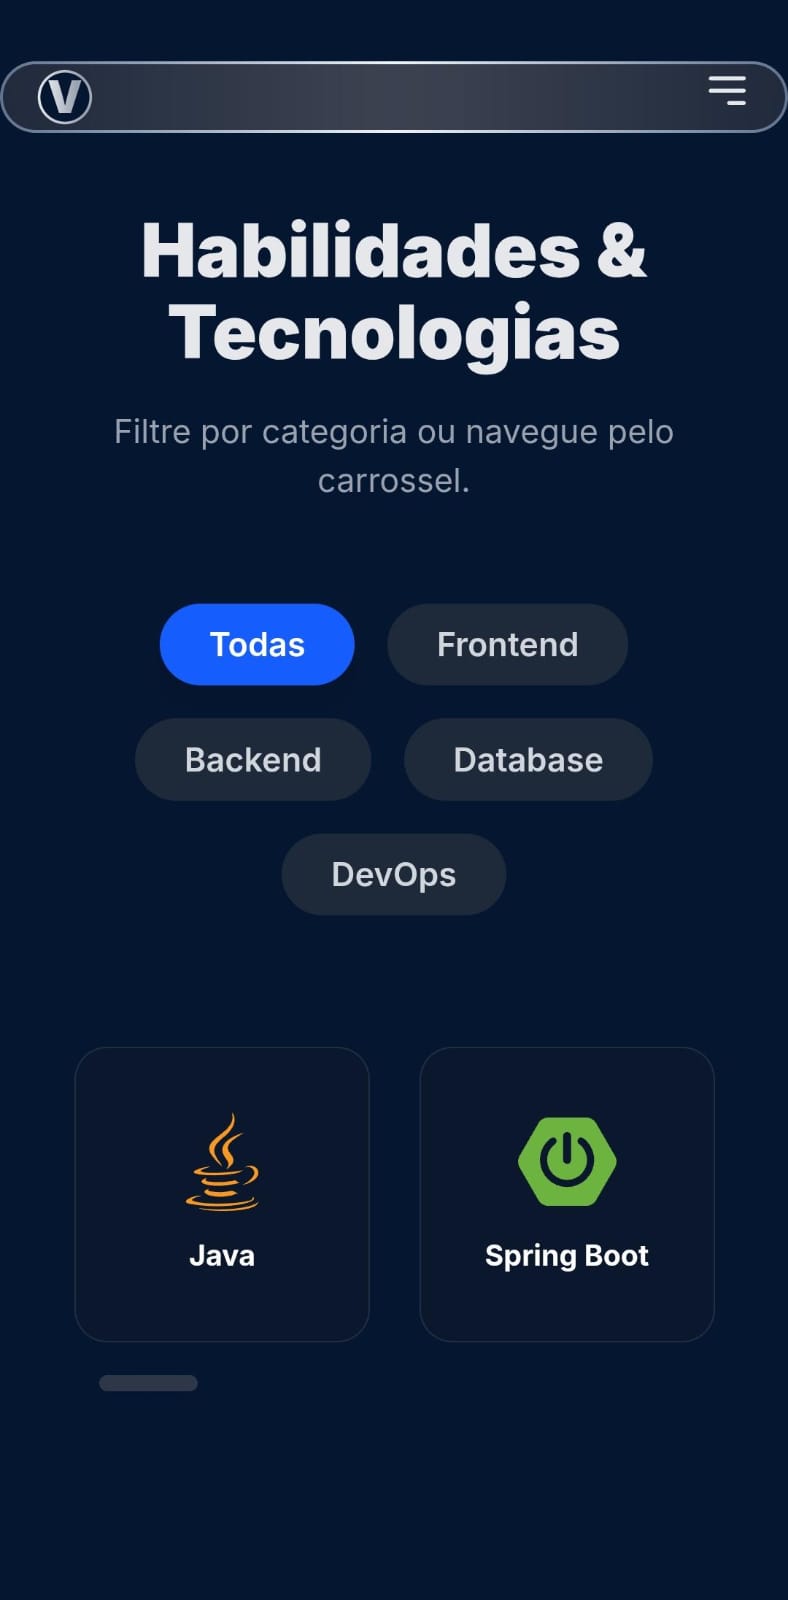 V
Habilidades &
Tecnologias
Filtre por categoria ou navegue pelo
carrossel.
Todas
Frontend
Backend
Database
DevOps
Java
Spring Boot